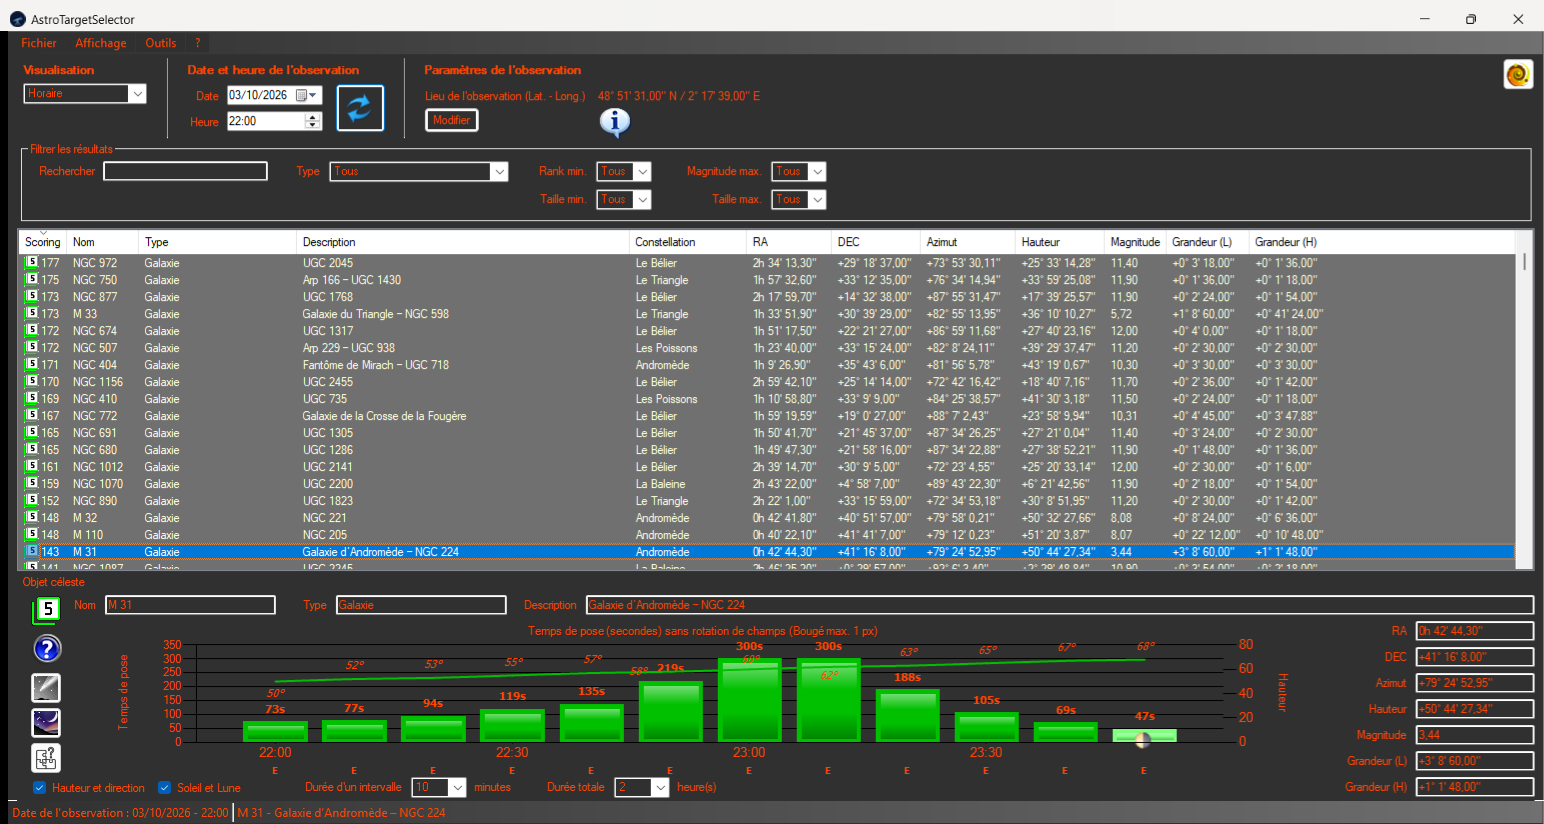 AstroTargetSelector
Fichier Affichage Outils ?
Visualisation Date et heure de l'observation Paramètres de l'observation
Horaire Date 03/10/2026 Lieu de l'observation (Lat. - Long.) 48° 51' 31,00'' N / 2° 17' 39,00'' E
Heure 22:00 Modifier
Filtrer les résultats
Rechercher Type Tous Rank min. Tous Magnitude max. Tous
Taille min. Tous Taille max. Tous
Scoring Nom Type Description Constellation RA DEC Azimut Hauteur Magnitude Grandeur (L) Grandeur (H)
5 177 NGC 972 Galaxie UGC 2045 Le Bélier 2h 34' 13,30'' +29° 18' 37,00'' +73° 53' 30,11'' +25° 33' 14,28'' 11,40 +0° 3' 18,00'' +0° 1' 36,00''
5 175 NGC 750 Galaxie Arp 166 – UGC 1430 Le Triangle 1h 57' 32,60'' +33° 12' 35,00'' +76° 34' 14,94'' +33° 59' 25,08'' 11,90 +0° 1' 36,00'' +0° 1' 18,00''
5 173 NGC 877 Galaxie UGC 1768 Le Bélier 2h 17' 59,70'' +14° 32' 38,00'' +87° 55' 31,47'' +17° 39' 25,57'' 11,90 +0° 2' 24,00'' +0° 1' 54,00''
5 173 M 33 Galaxie Galaxie du Triangle – NGC 598 Le Triangle 1h 33' 51,90'' +30° 39' 29,00'' +82° 55' 13,95'' +36° 10' 10,27'' 5,72 +1° 8' 60,00'' +0° 41' 24,00''
5 172 NGC 674 Galaxie UGC 1317 Le Bélier 1h 51' 17,50'' +22° 21' 27,00'' +86° 59' 11,68'' +27° 40' 23,16'' 12,00 +0° 4' 0,00'' +0° 1' 18,00''
5 172 NGC 507 Galaxie Arp 229 – UGC 938 Les Poissons 1h 23' 40,00'' +33° 15' 24,00'' +82° 8' 24,11'' +39° 29' 37,47'' 11,20 +0° 2' 30,00'' +0° 2' 30,00''
5 171 NGC 404 Galaxie Fantôme de Mirach – UGC 718 Andromède 1h 9' 26,90'' +35° 43' 6,00'' +81° 56' 5,78'' +43° 19' 0,67'' 10,30 +0° 3' 30,00'' +0° 3' 30,00''
5 170 NGC 1156 Galaxie UGC 2455 Le Bélier 2h 59' 42,10'' +25° 14' 14,00'' +72° 42' 16,42'' +18° 40' 7,16'' 11,70 +0° 2' 36,00'' +0° 1' 42,00''
5 169 NGC 410 Galaxie UGC 735 Les Poissons 1h 10' 58,80'' +33° 9' 9,00'' +84° 25' 38,57'' +41° 30' 3,18'' 11,50 +0° 2' 24,00'' +0° 1' 18,00''
5 167 NGC 772 Galaxie Galaxie de la Crosse de la Fougère Le Bélier 1h 59' 19,59'' +19° 0' 27,00'' +88° 7' 2,43'' +23° 58' 9,94'' 10,31 +0° 4' 45,00'' +0° 3' 47,88''
5 165 NGC 691 Galaxie UGC 1305 Le Bélier 1h 50' 41,70'' +21° 45' 37,00'' +87° 34' 26,25'' +27° 21' 0,04'' 11,40 +0° 3' 24,00'' +0° 2' 30,00''
5 165 NGC 680 Galaxie UGC 1286 Le Bélier 1h 49' 47,30'' +21° 58' 16,00'' +87° 34' 22,88'' +27° 38' 52,21'' 11,90 +0° 1' 48,00'' +0° 1' 36,00''
5 161 NGC 1012 Galaxie UGC 2141 Le Bélier 2h 39' 14,70'' +30° 9' 5,00'' +72° 23' 4,55'' +25° 20' 33,14'' 12,00 +0° 2' 30,00'' +0° 1' 6,00''
5 159 NGC 1070 Galaxie UGC 2200 La Baleine 2h 43' 22,00'' +4° 58' 7,00'' +89° 43' 22,30'' +6° 21' 42,56'' 11,90 +0° 2' 18,00'' +0° 1' 54,00''
5 152 NGC 890 Galaxie UGC 1823 Le Triangle 2h 22' 1,00'' +33° 15' 59,00'' +72° 34' 53,18'' +30° 8' 51,95'' 11,20 +0° 2' 30,00'' +0° 1' 42,00''
5 148 M 32 Galaxie NGC 221 Andromède 0h 42' 41,80'' +40° 51' 57,00'' +79° 58' 0,21'' +50° 32' 27,66'' 8,08 +0° 8' 24,00'' +0° 6' 36,00''
5 148 M 110 Galaxie NGC 205 Andromède 0h 40' 22,10'' +41° 41' 7,00'' +79° 12' 0,23'' +51° 20' 3,87'' 8,07 +0° 22' 12,00'' +0° 10' 48,00''
5 143 M 31 Galaxie Galaxie d'Andromède – NGC 224 Andromède 0h 42' 44,30'' +41° 16' 8,00'' +79° 24' 52,95'' +50° 44' 27,34'' 3,44 +3° 8' 60,00'' +1° 1' 48,00''
5 141 NGC 1087 Galaxie UGC 2245 La Baleine
Objet céleste
5 Nom M 31 Type Galaxie Description Galaxie d'Andromède – NGC 224
Temps de pose (secondes) sans rotation de champs (Bougé max. 1 px)
Temps de pose
350
300
250
200
150
100
50
0
50° 52° 53° 55° 57° 58° 60° 62° 63° 65° 67° 68°
73s 77s 94s 119s 135s 219s 300s 300s 188s 105s 69s 47s
80
60
40
20
0
Hauteur
22:00 22:30 23:00 23:30
E E E E E E E E E E E E
RA 0h 42' 44,30''
DEC +41° 16' 8,00''
Azimut +79° 24' 52,95''
Hauteur +50° 44' 27,34''
Magnitude 3,44
Grandeur (L) +3° 8' 60,00''
Grandeur (H) +1° 1' 48,00''
Hauteur et direction Soleil et Lune Durée d'un intervalle 10 minutes Durée totale 2 heure(s)
Date de l'observation : 03/10/2026 - 22:00 M 31 - Galaxie d'Andromède – NGC 224